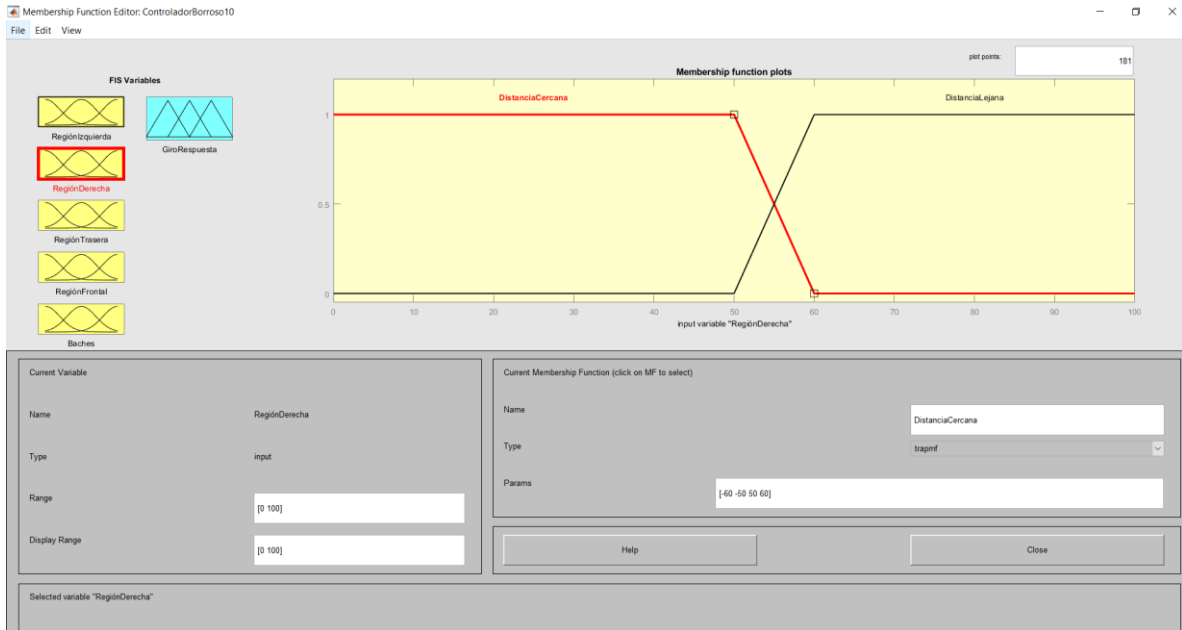 Membership Function Editor: ControladorBorroso10
File Edit View
FIS Variables
RegiónIzquierda
GiroRespuesta
RegiónDerecha
RegiónTrasera
RegiónFrontal
Baches
plot points:
181
Membership function plots
DistanciaCercana
DistanciaLejana
1
0.5
0
0 10 20 30 40 50 60 70 80 90 100
input variable "RegiónDerecha"
Current Variable
Name RegiónDerecha
Type input
Range [0 100]
Display Range [0 100]
Current Membership Function (click on MF to select)
Name DistanciaCercana
Type trapmf
Params [-60 -50 50 60]
Help Close
Selected variable "RegiónDerecha"